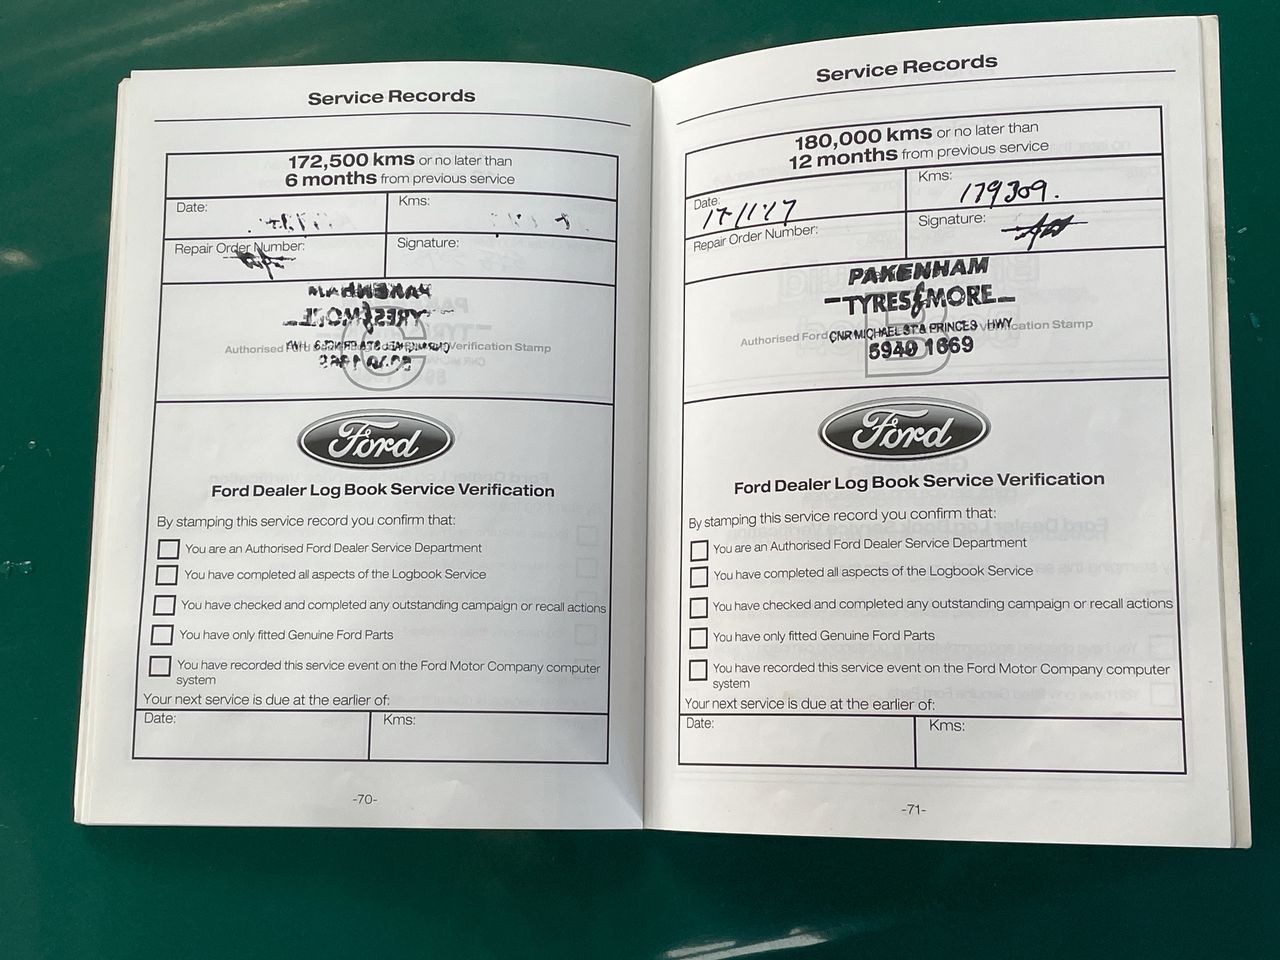 Service Records
172,500 kms or no later than
6 months from previous service
Date:
Kms:
Repair Order Number:
Signature:
Authorised Ford
Verification Stamp
Ford
Ford Dealer Log Book Service Verification
By stamping this service record you confirm that:
You are an Authorised Ford Dealer Service Department
You have completed all aspects of the Logbook Service
You have checked and completed any outstanding campaign or recall actions
You have only fitted Genuine Ford Parts
You have recorded this service event on the Ford Motor Company computer
system
Your next service is due at the earlier of:
Date:
Kms:
-70-
Service Records
180,000 kms or no later than
12 months from previous service
Date:
Kms:
179309.
Repair Order Number:
Signature:
PAKENHAM
TYRES & MORE
Authorised Ford
CNR MICHAEL ST & PRINCES HWY
Verification Stamp
5940 1669
Ford
Ford Dealer Log Book Service Verification
By stamping this service record you confirm that:
You are an Authorised Ford Dealer Service Department
You have completed all aspects of the Logbook Service
You have checked and completed any outstanding campaign or recall actions
You have only fitted Genuine Ford Parts
You have recorded this service event on the Ford Motor Company computer
system
Your next service is due at the earlier of:
Date:
Kms:
-71-